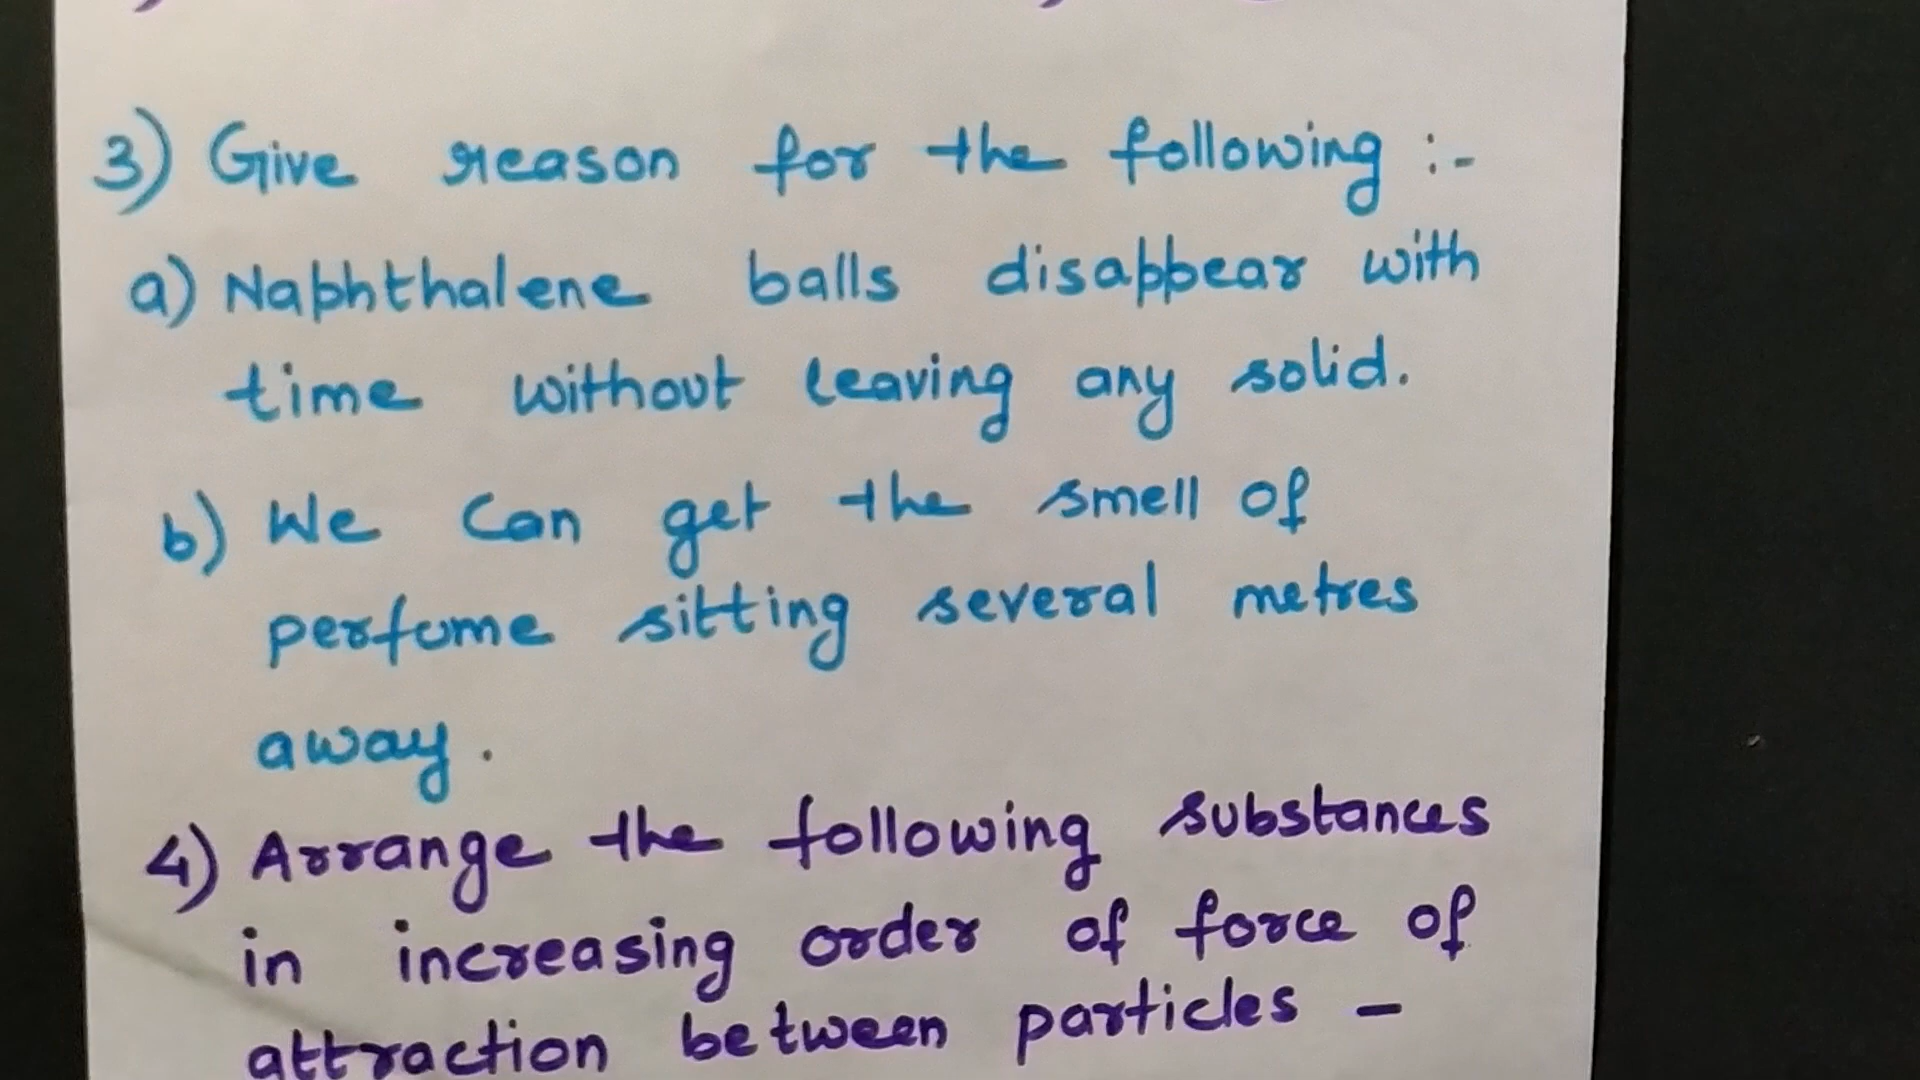 3) Give reason for the following :-
a) Naphthalene balls disappear with
time without leaving any solid.
b) We can get the smell of
perfume sitting several metres
away.
4) Arrange the following substances
in increasing order of force of
attraction between particles -